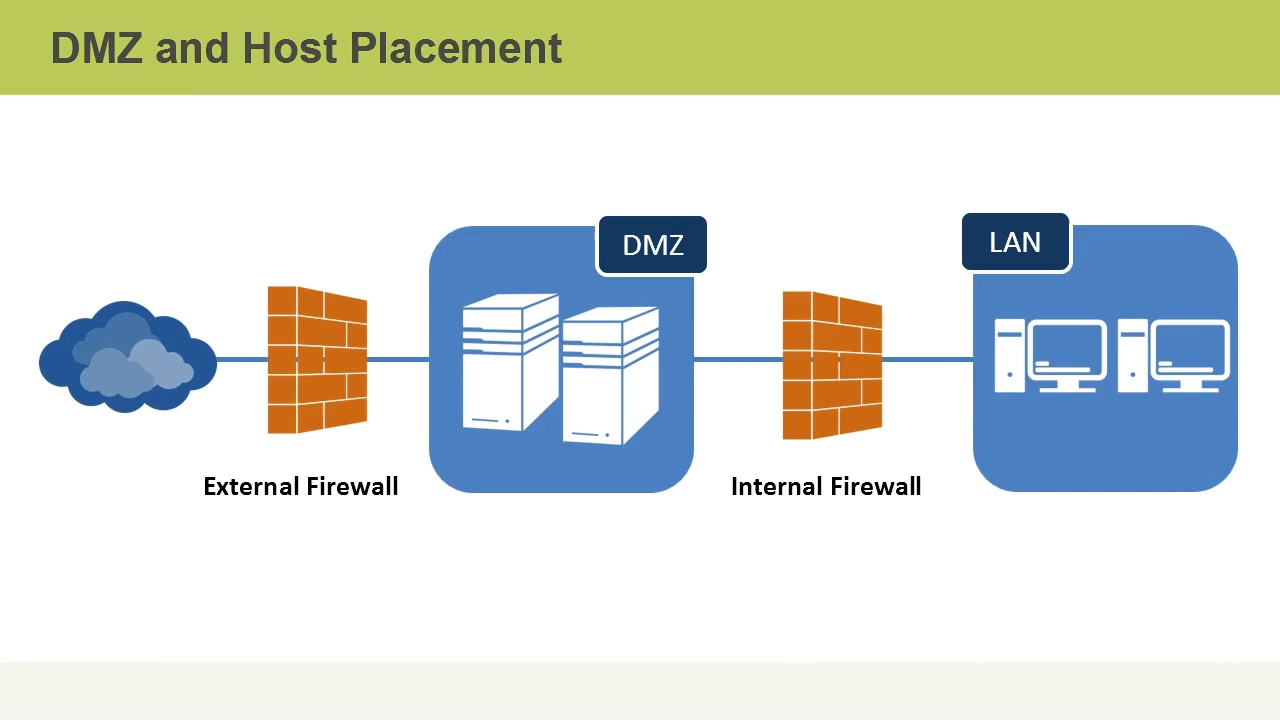 DMZ and Host Placement
DMZ
LAN
External Firewall
Internal Firewall